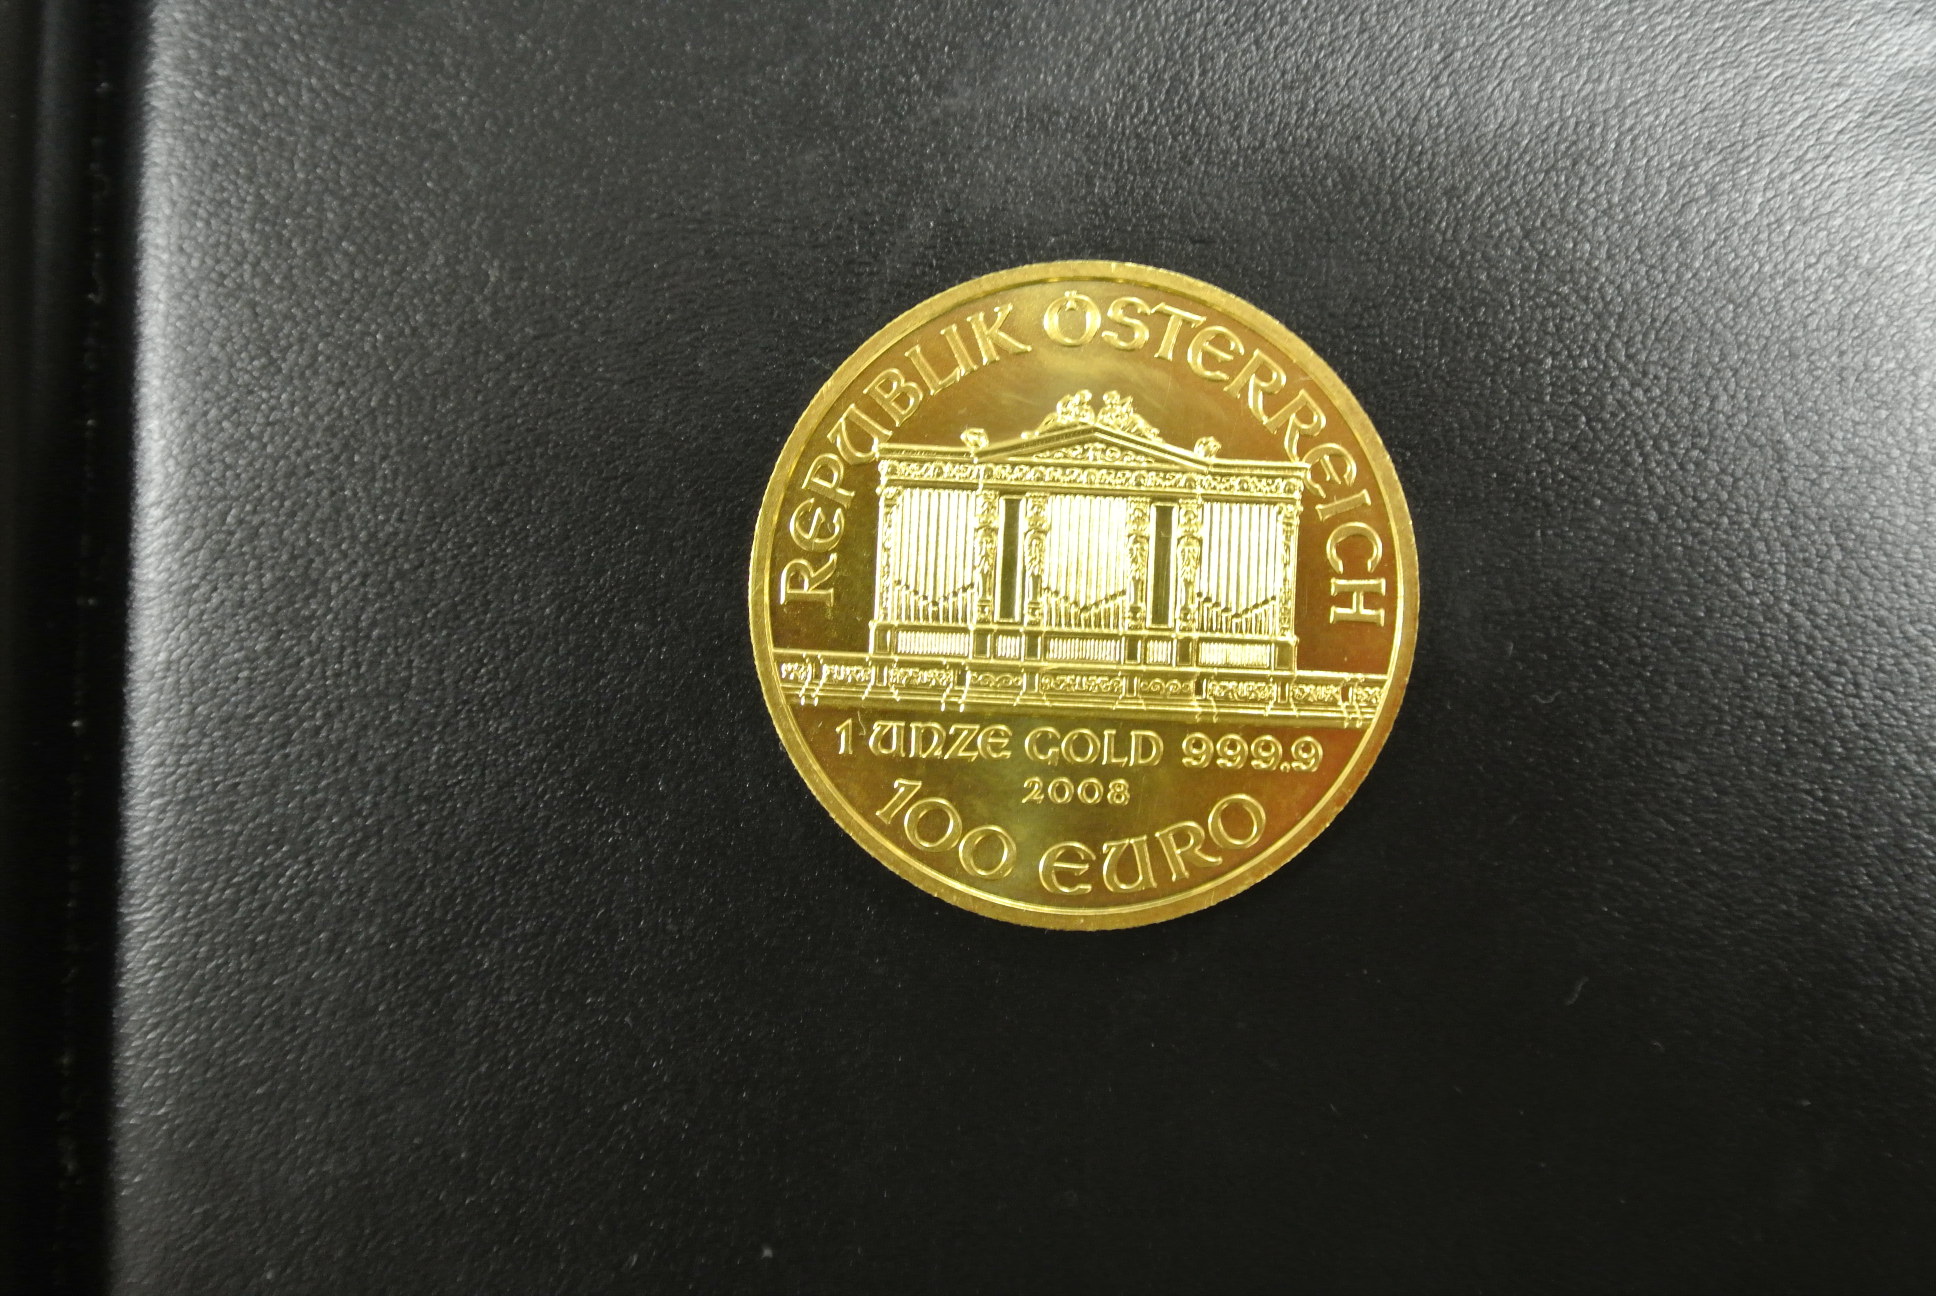 REPUBLIK ÖSTERREICH
1 UNZE GOLD 999.9
2008
100 EURO